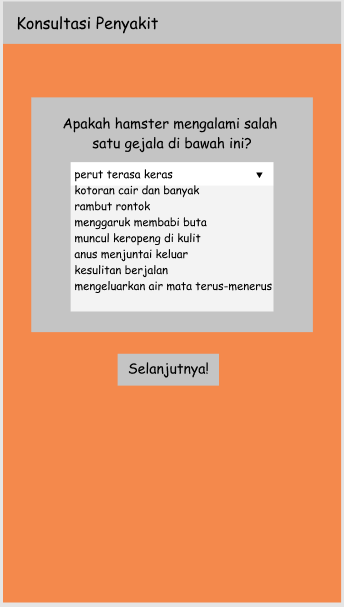 Konsultasi Penyakit
Apakah hamster mengalami salah
satu gejala di bawah ini?
perut terasa keras
kotoran cair dan banyak
rambut rontok
menggaruk membabi buta
muncul keropeng di kulit
anus menjuntai keluar
kesulitan berjalan
mengeluarkan air mata terus-menerus
Selanjutnya!